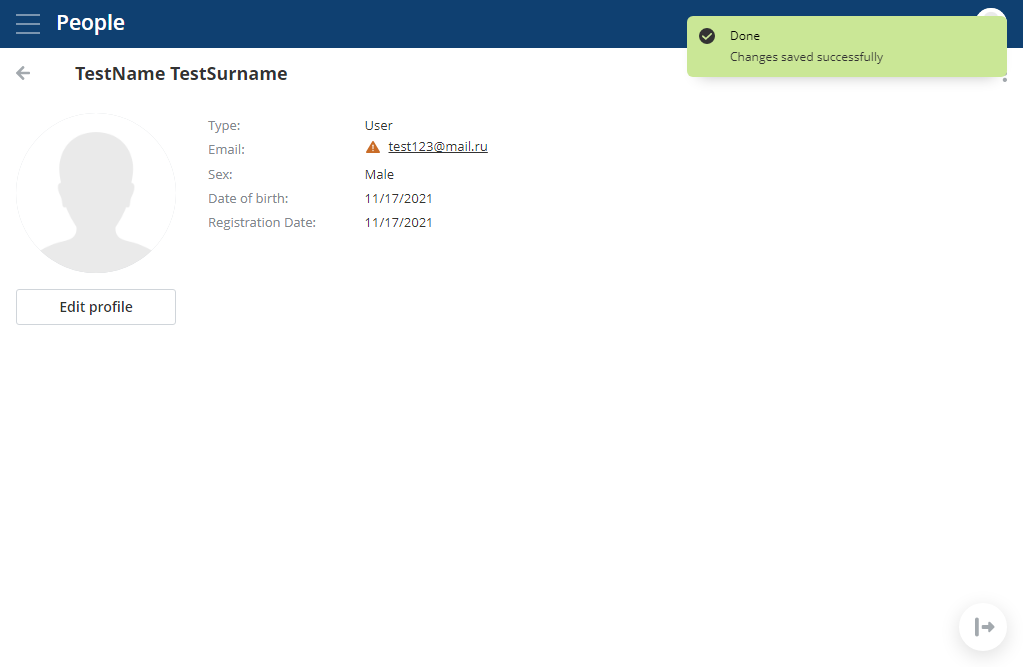 People
Done
Changes saved successfully
TestName TestSurname
Type: User
Email: test123@mail.ru
Sex: Male
Date of birth: 11/17/2021
Registration Date: 11/17/2021
Edit profile